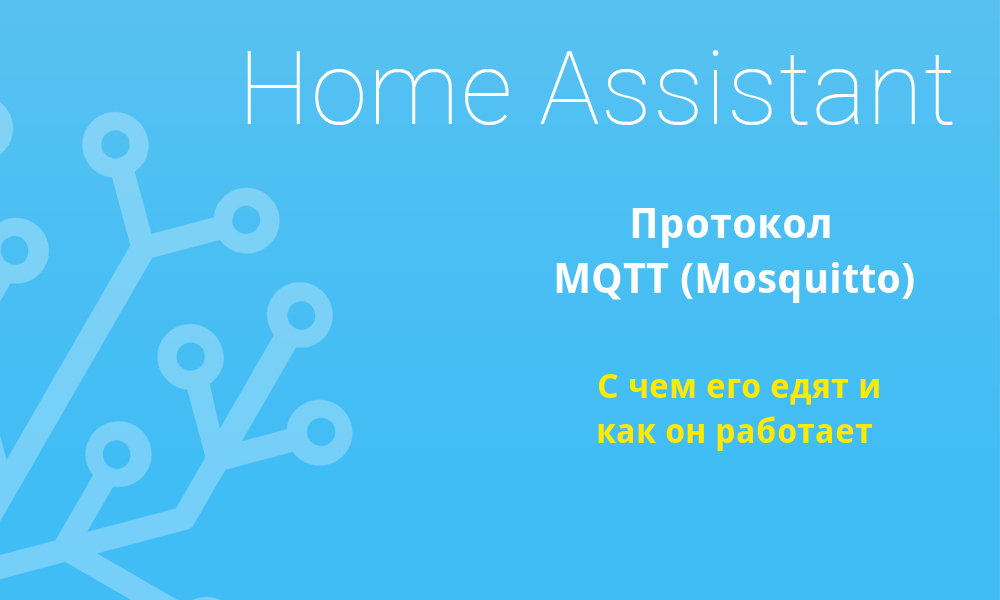 Home Assistant
Протокол
MQTT (Mosquitto)
С чем его едят и
как он работает